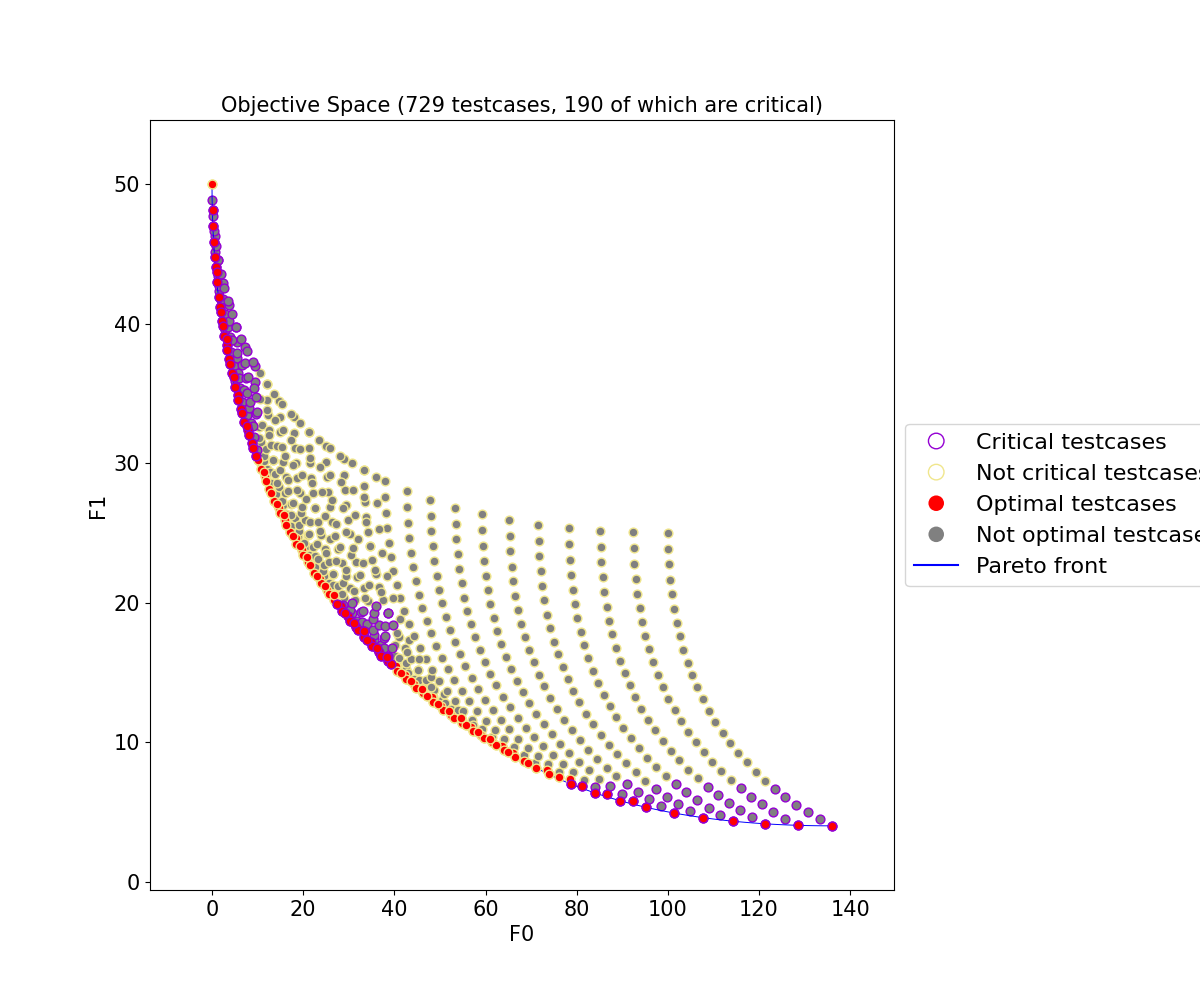 Objective Space (729 testcases, 190 of which are critical)
50
40
30
20
10
0
F1
0 20 40 60 80 100 120 140
F0
Critical testcases
Not critical testcases
Optimal testcases
Not optimal testcase
Pareto front